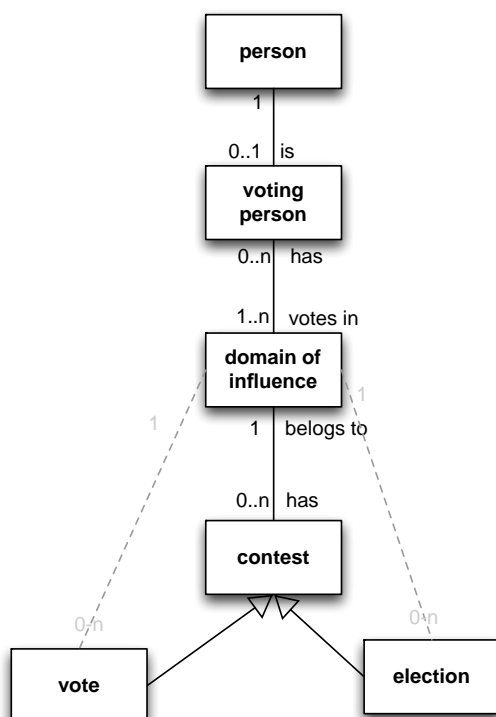 person
1
0..1 is
voting
person
0..n has
1..n votes in
domain of
influence
1 1
1 belogs to
0..n has
contest
0-n 0-n
vote election